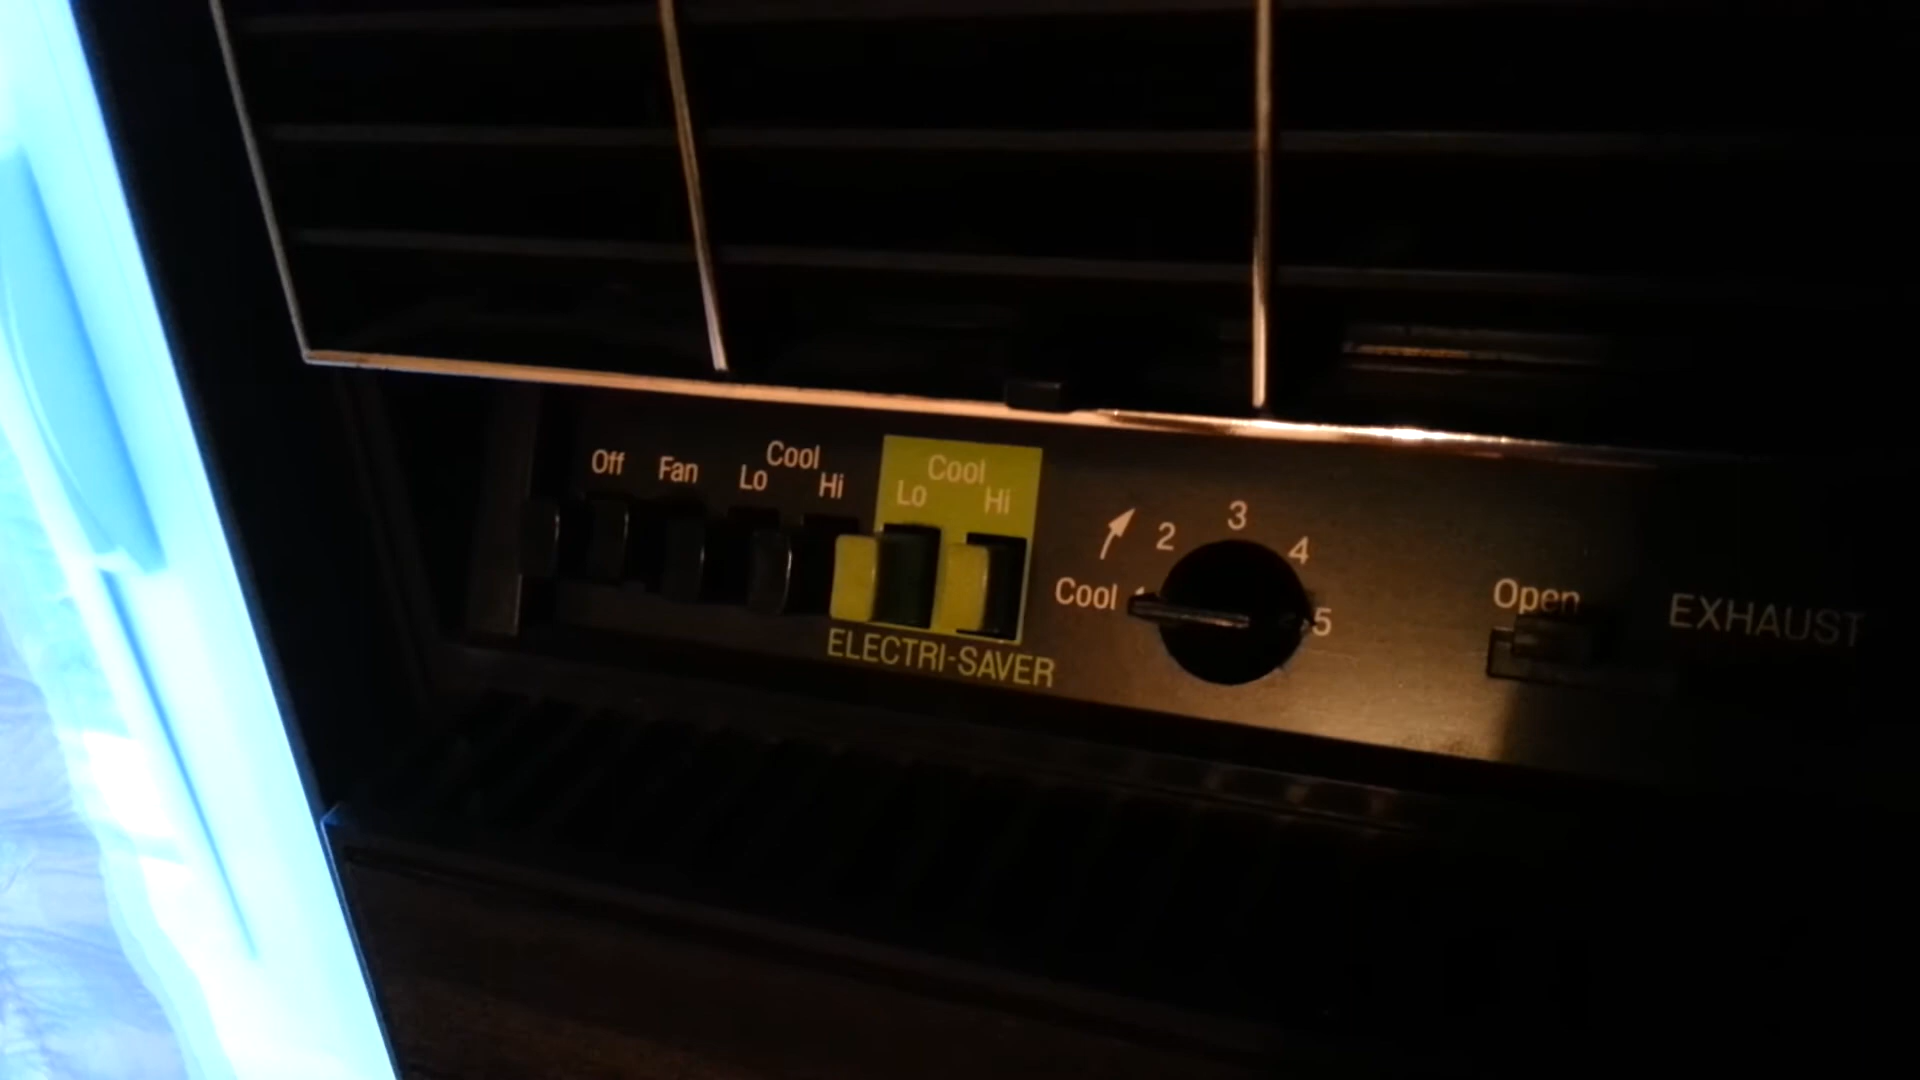 Off Fan Cool Cool
Lo Hi Lo Hi
ELECTRI-SAVER
Cool 2 3 4 5
Open EXHAUST